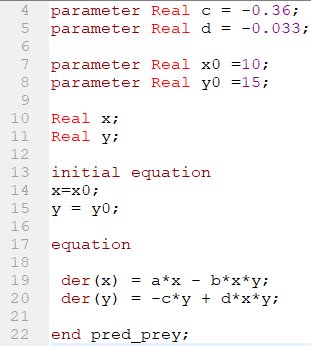 4 parameter Real c = -0.36;
5 parameter Real d = -0.033;
6
7 parameter Real x0 =10;
8 parameter Real y0 =15;
9
10 Real x;
11 Real y;
12
13 initial equation
14 x=x0;
15 y = y0;
16
17 equation
18
19 der(x) = a*x - b*x*y;
20 der(y) = -c*y + d*x*y;
21
22 end pred_prey;